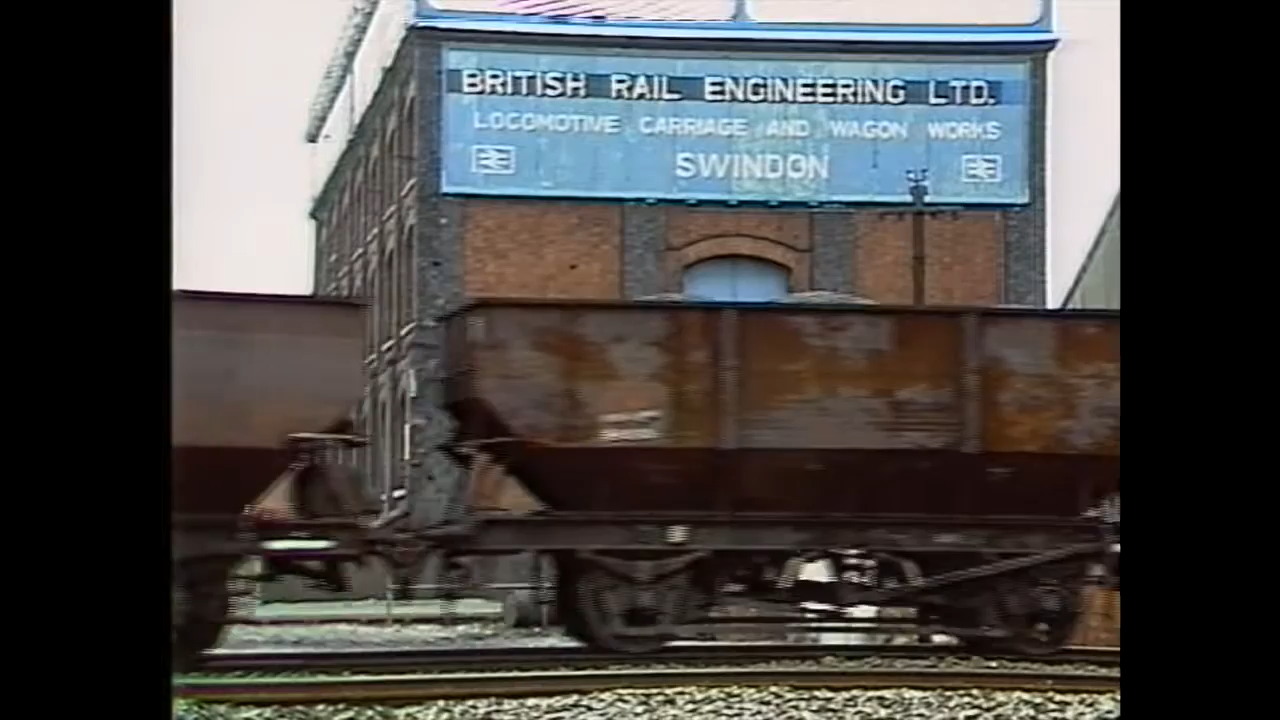 BRITISH RAIL ENGINEERING LTD.
LOCOMOTIVE CARRIAGE AND WAGON WORKS
SWINDON